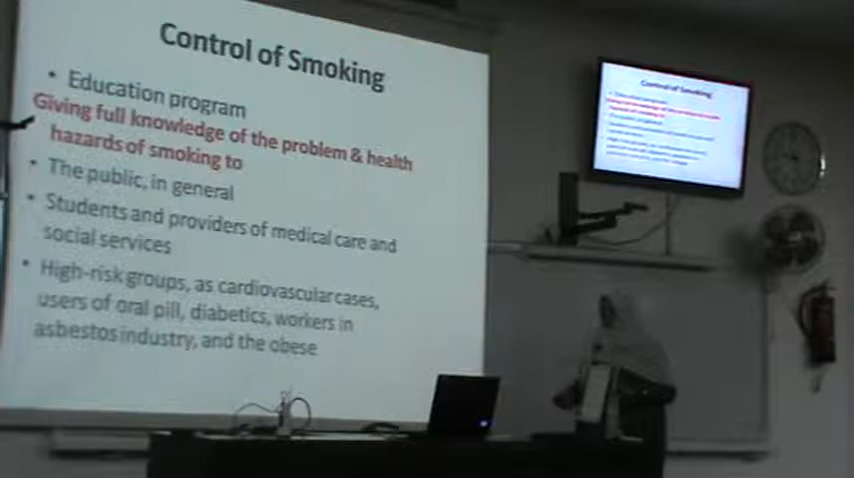 Control of Smoking
• Education program
Giving full knowledge of the problem & health
hazards of smoking to
• The public, in general
• Students and providers of medical care and
social services
• High-risk groups, as cardiovascular cases,
users of oral pill, diabetics, workers in
asbestos industry, and the obese
Control of Smoking